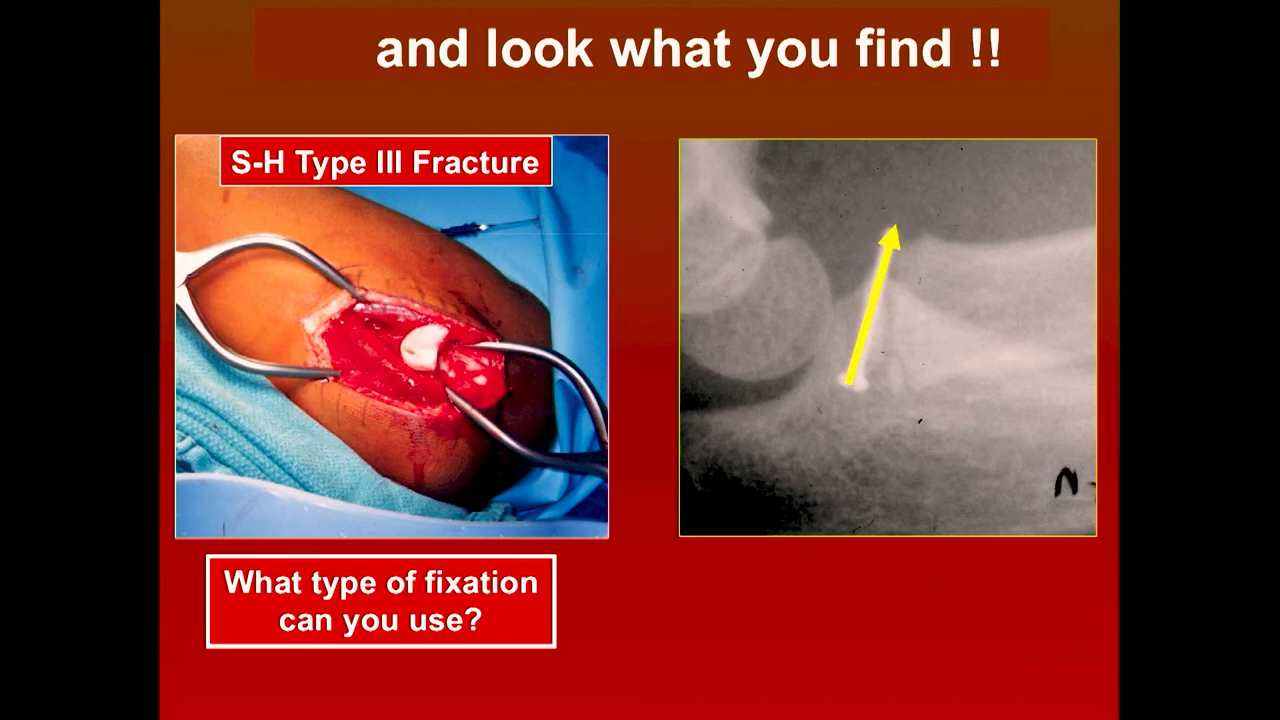 and look what you find !!
S-H Type III Fracture
What type of fixation
can you use?
N